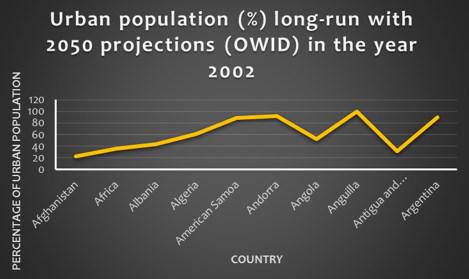 Urban population (%) long-run with
2050 projections (OWID) in the year
2002
PERCENTAGE OF URBAN POPULATION
120
100
80
60
40
20
0
Afghanistan
Africa
Albania
Algeria
American Samoa
Andorra
Angola
Anguilla
Antigua and...
Argentina
COUNTRY